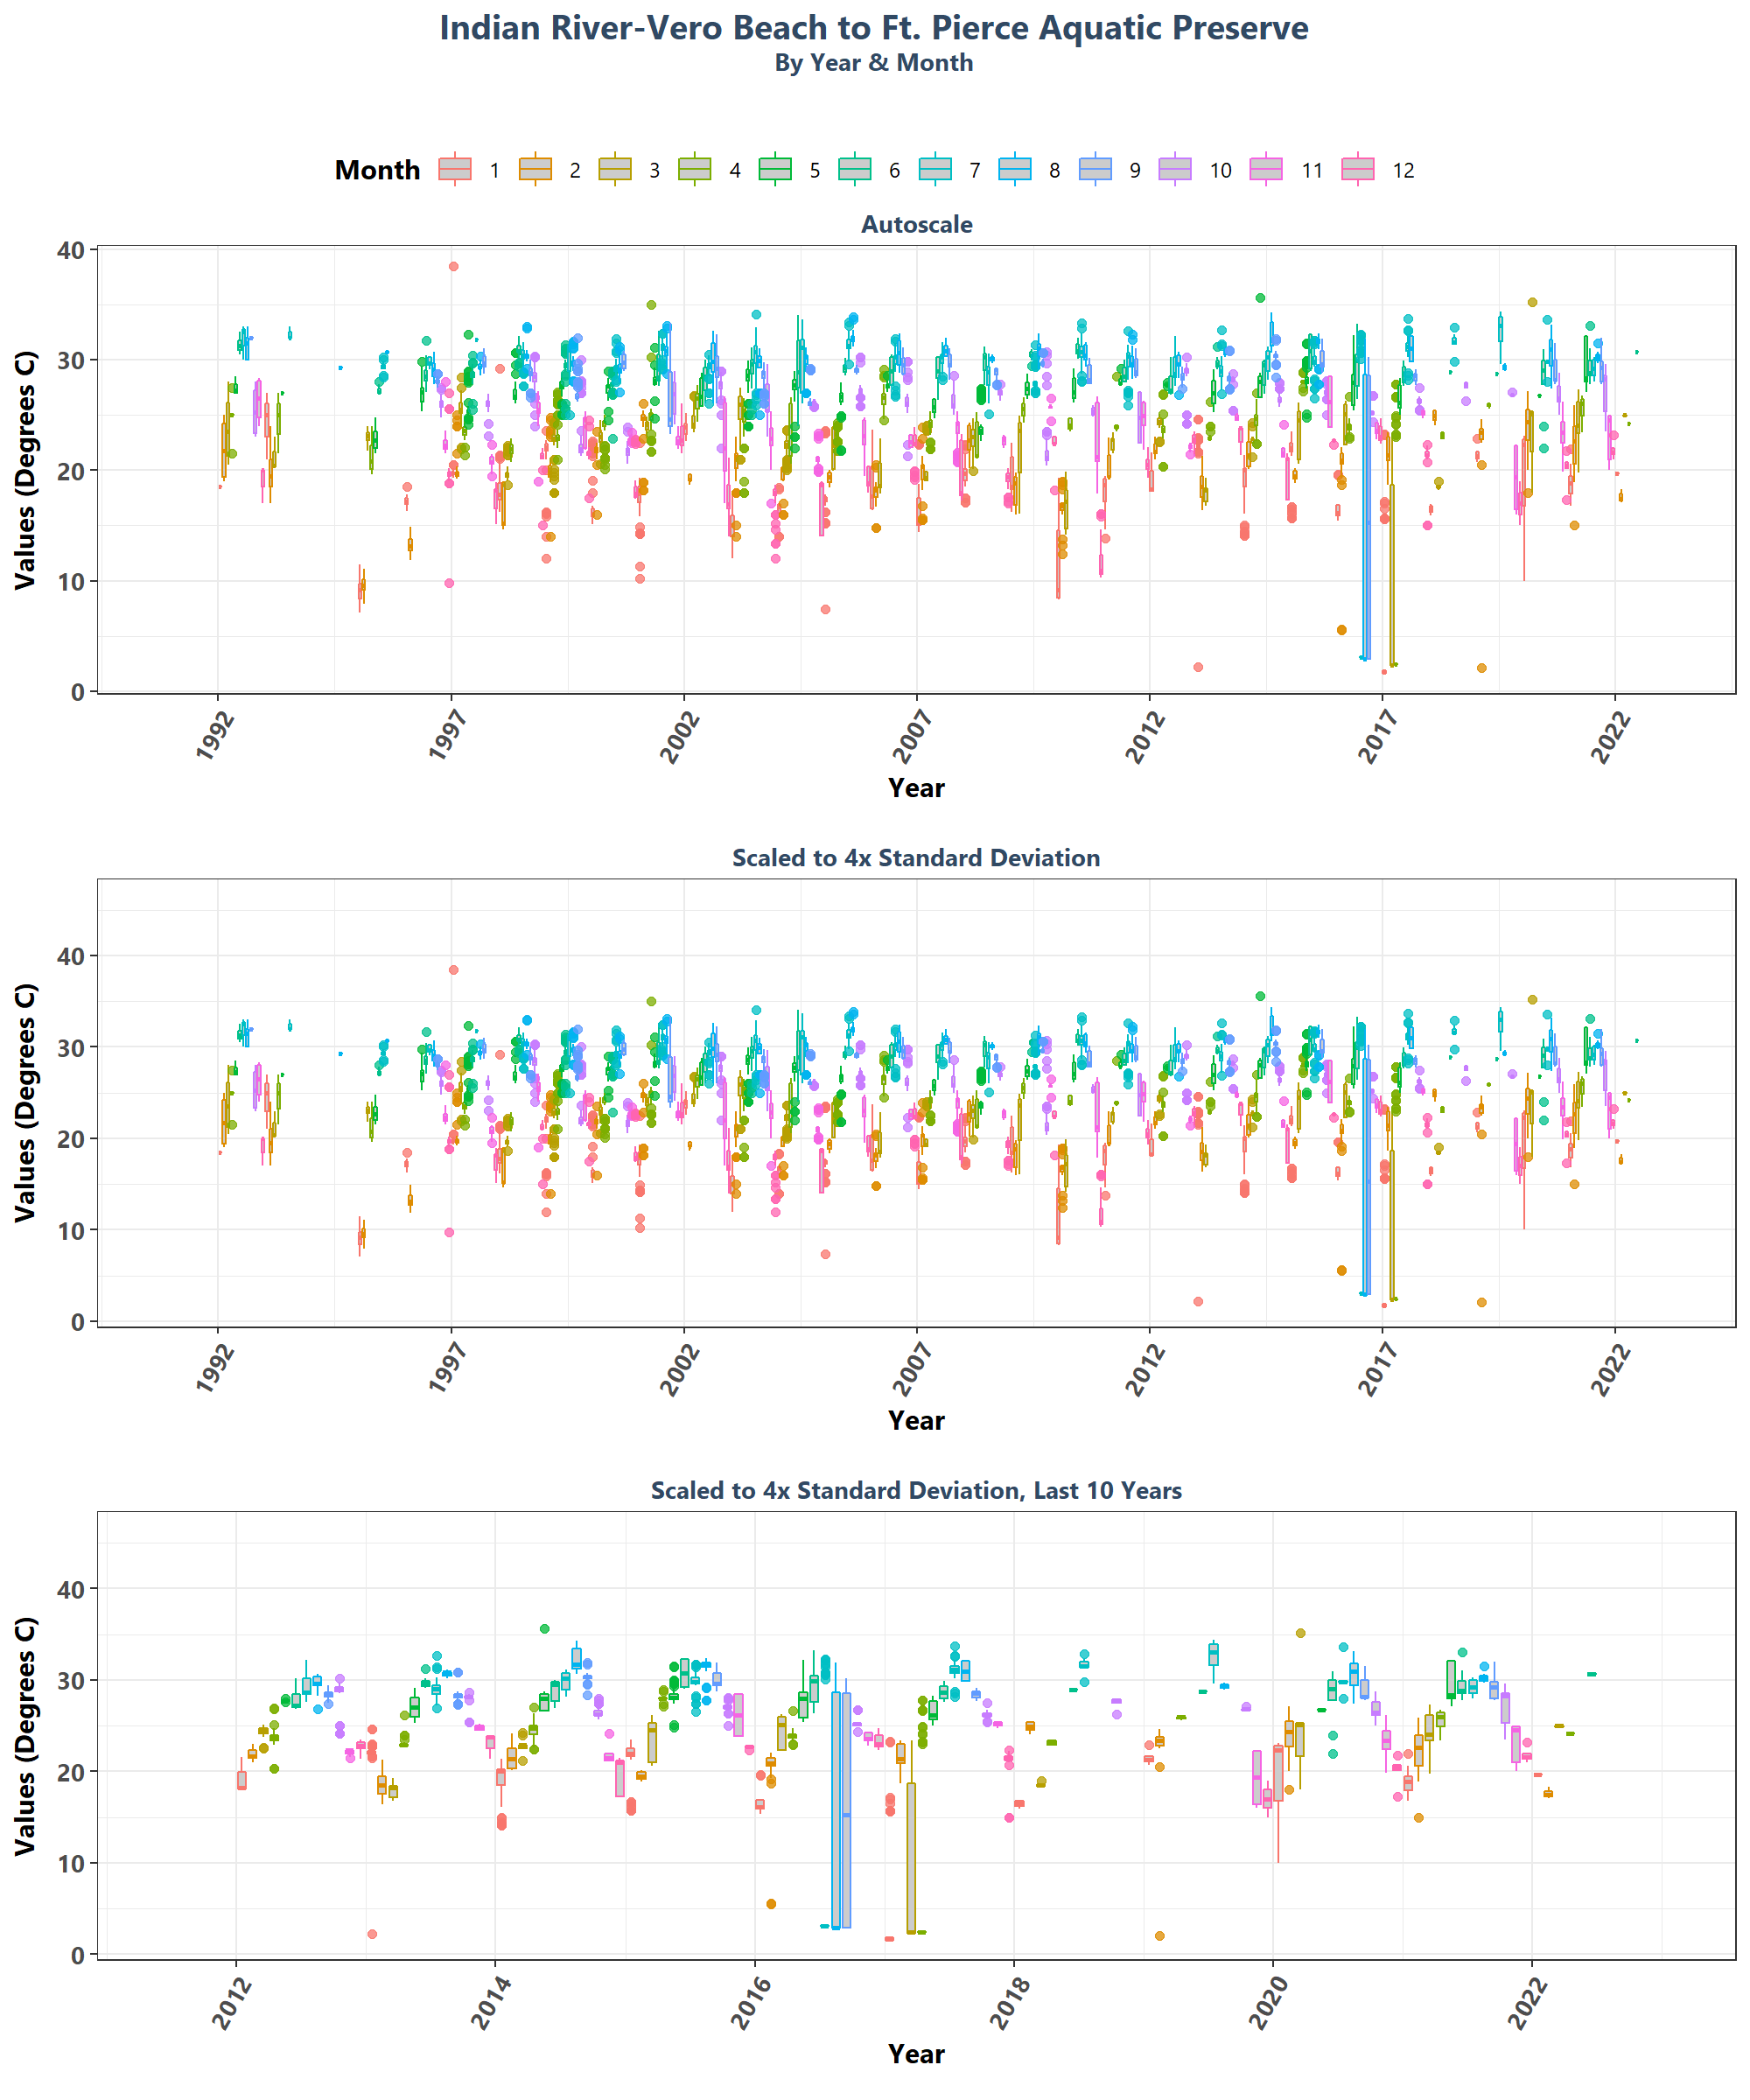 Indian River-Vero Beach to Ft. Pierce Aquatic Preserve
By Year & Month
Month 1 2 3 4 5 6 7 8 9 10 11 12
Autoscale
Values (Degrees C)
40
30
20
10
0
1992 1997 2002 2007 2012 2017 2022
Year
Scaled to 4x Standard Deviation
Values (Degrees C)
40
30
20
10
0
1992 1997 2002 2007 2012 2017 2022
Year
Scaled to 4x Standard Deviation, Last 10 Years
Values (Degrees C)
40
30
20
10
0
2012 2014 2016 2018 2020 2022
Year